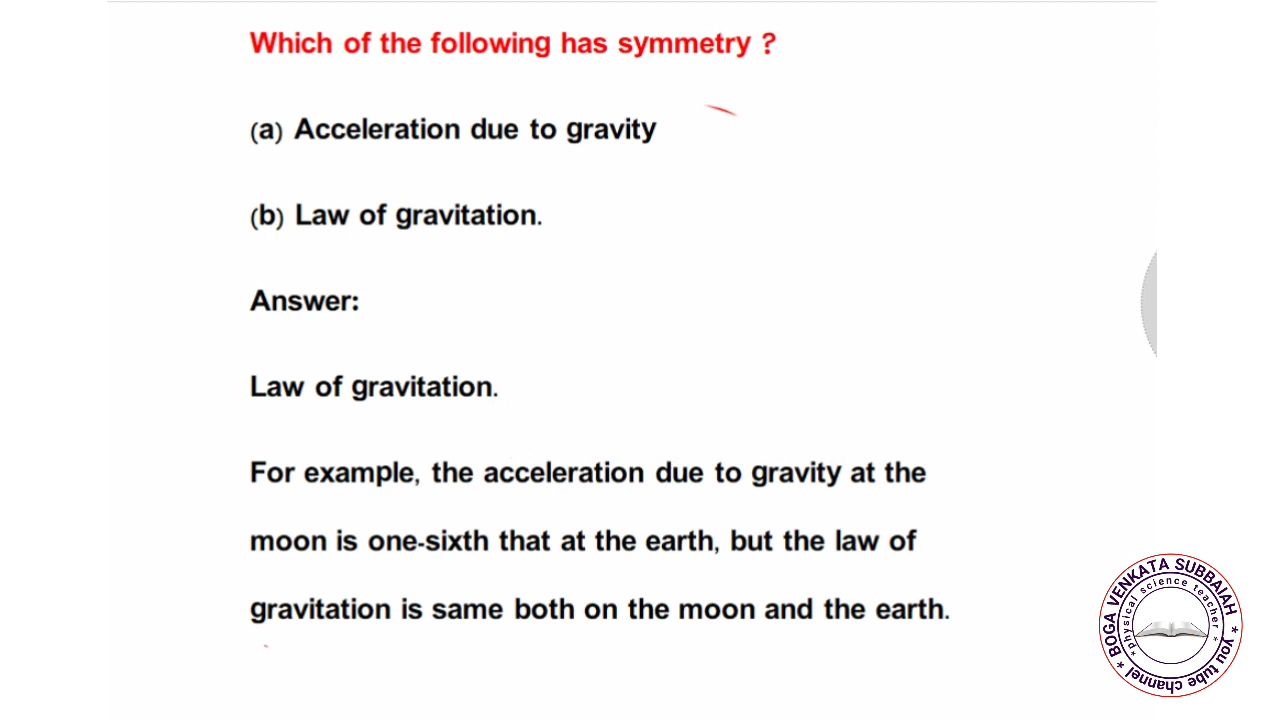 Which of the following has symmetry ?
(a) Acceleration due to gravity
(b) Law of gravitation.
Answer:
Law of gravitation.
For example, the acceleration due to gravity at the
moon is one-sixth that at the earth, but the law of
gravitation is same both on the moon and the earth.
* BOGA VENKATA SUBBAIAH * you tube channel
* physical science teacher *